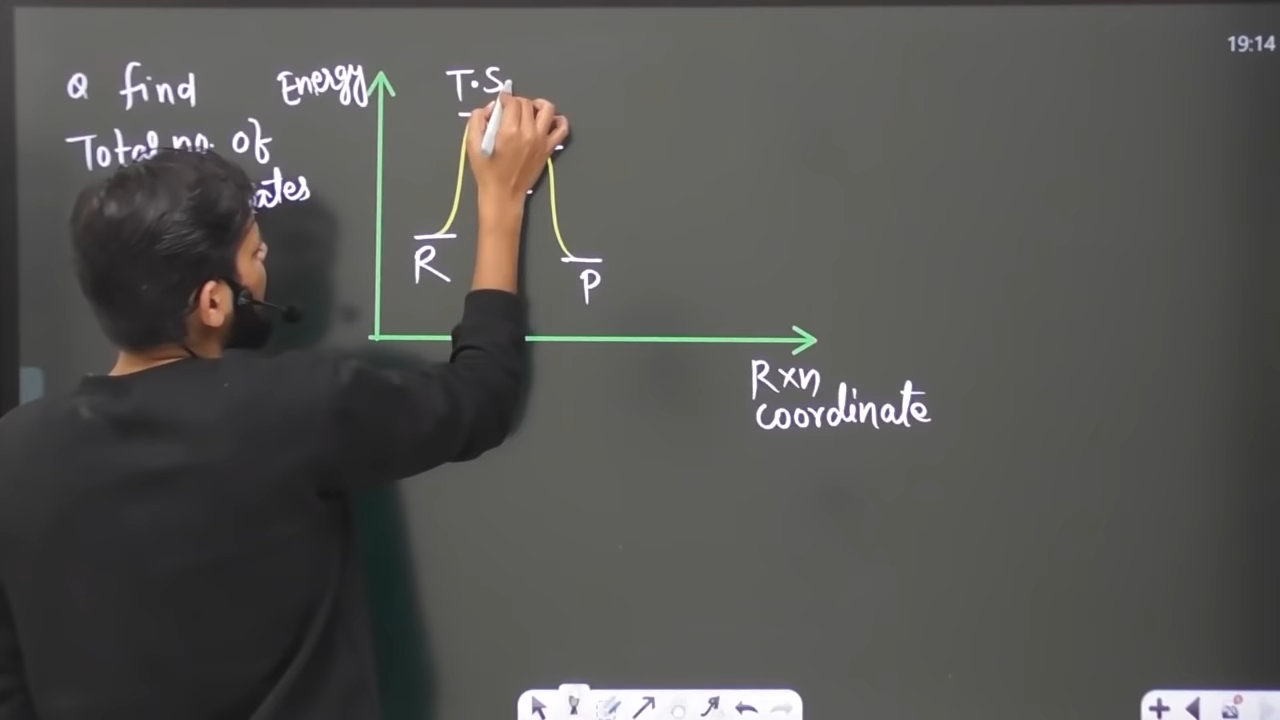 Q find
Total no. of
Energy
T.S.
R
P
Rxn
coordinate
19:14